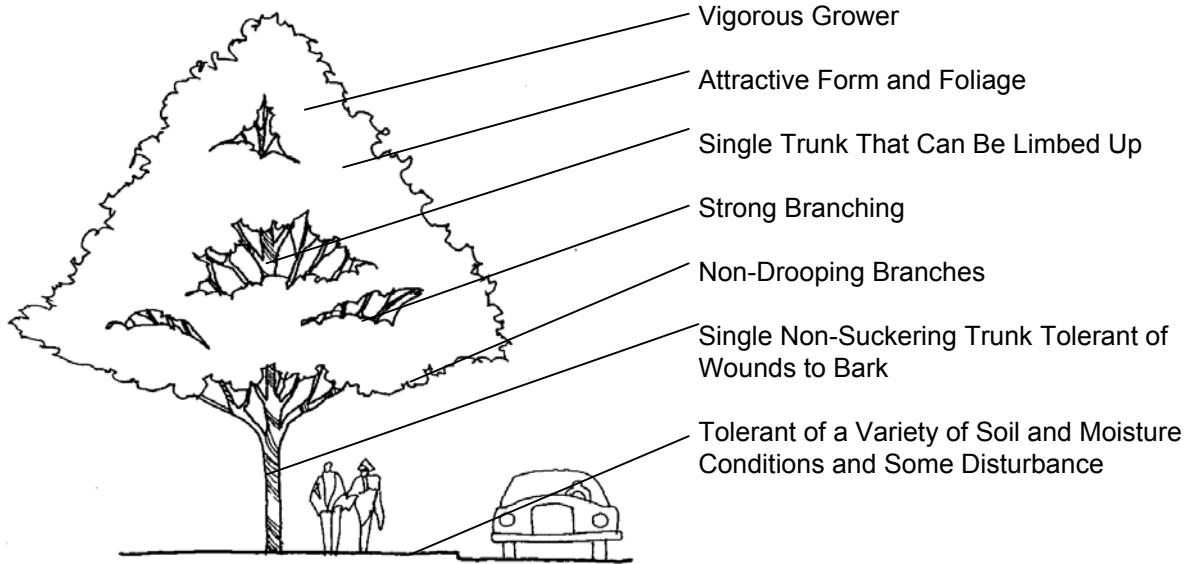 Vigorous Grower
Attractive Form and Foliage
Single Trunk That Can Be Limbed Up
Strong Branching
Non-Drooping Branches
Single Non-Suckering Trunk Tolerant of
Wounds to Bark
Tolerant of a Variety of Soil and Moisture
Conditions and Some Disturbance